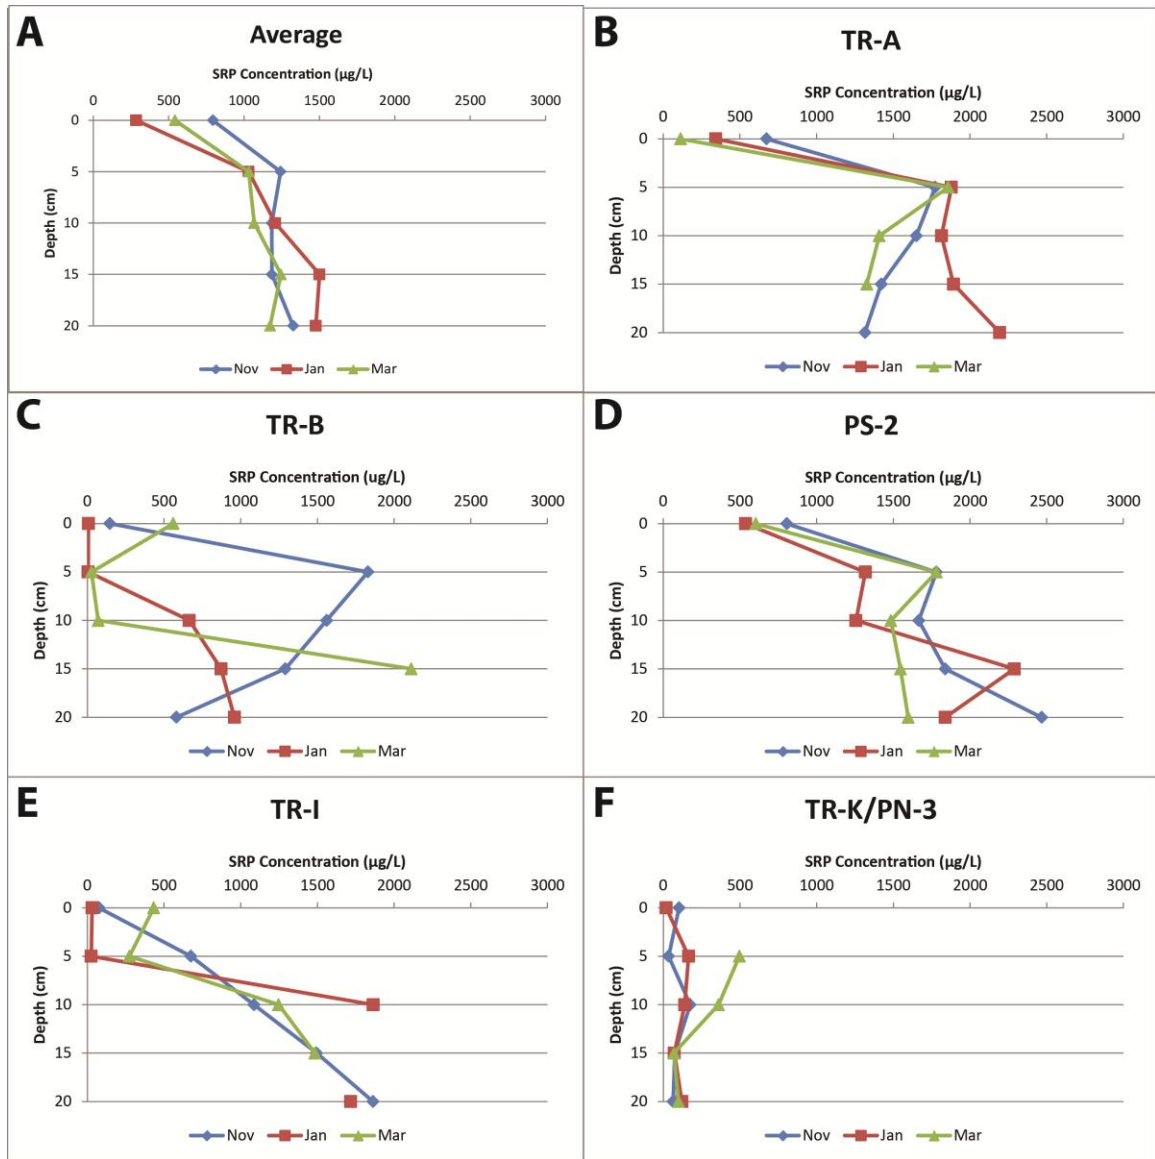 A
Average
SRP Concentration (µg/L)
0 500 1000 1500 2000 2500 3000
Depth (cm)
0
5
10
15
20
Nov Jan Mar
B
TR-A
SRP Concentration (µg/L)
0 500 1000 1500 2000 2500 3000
Depth (cm)
0
5
10
15
20
Nov Jan Mar
C
TR-B
SRP Concentration (ug/L)
0 500 1000 1500 2000 2500 3000
Depth (cm)
0
5
10
15
20
Nov Jan Mar
D
PS-2
SRP Concentration (µg/L)
0 500 1000 1500 2000 2500 3000
Depth (cm)
0
5
10
15
20
Nov Jan Mar
E
TR-I
SRP Concentration (µg/L)
0 500 1000 1500 2000 2500 3000
Depth (cm)
0
5
10
15
20
Nov Jan Mar
F
TR-K/PN-3
SRP Concentration (µg/L)
0 500 1000 1500 2000 2500 3000
Depth (cm)
0
5
10
15
20
Nov Jan Mar